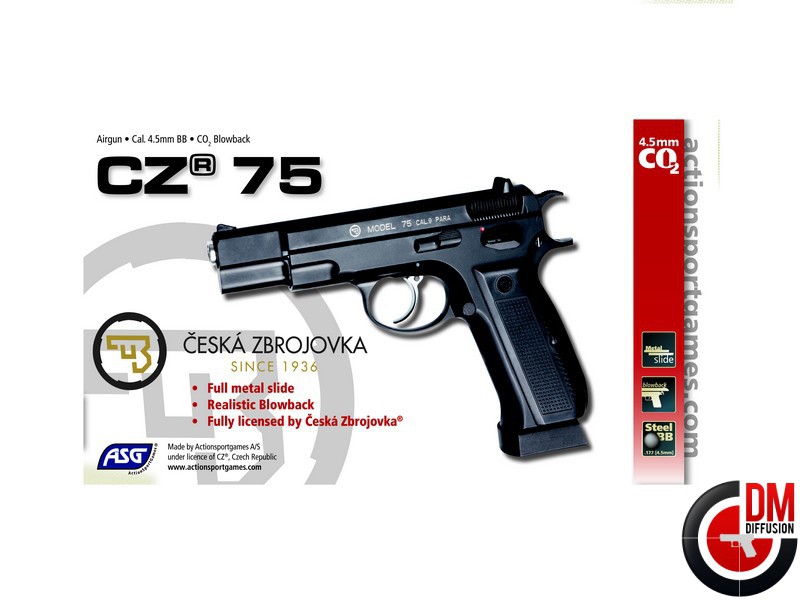 Airgun • Cal. 4.5mm BB • CO₂ Blowback
CZ® 75
MODEL 75 CAL.9 PARA
ČESKÁ ZBROJOVKA
SINCE 1936
• Full metal slide
• Realistic Blowback
• Fully licensed by Česká Zbrojovka®
ASG
ActionSportGames
Made by Actionsportgames A/S
under licence of CZ®, Czech Republic
www.actionsportgames.com
4.5mm
CO₂
actionsportgames.com
Metal
slide
blowback
Steel
BB
.177 (4.5mm)
DM
DIFFUSION